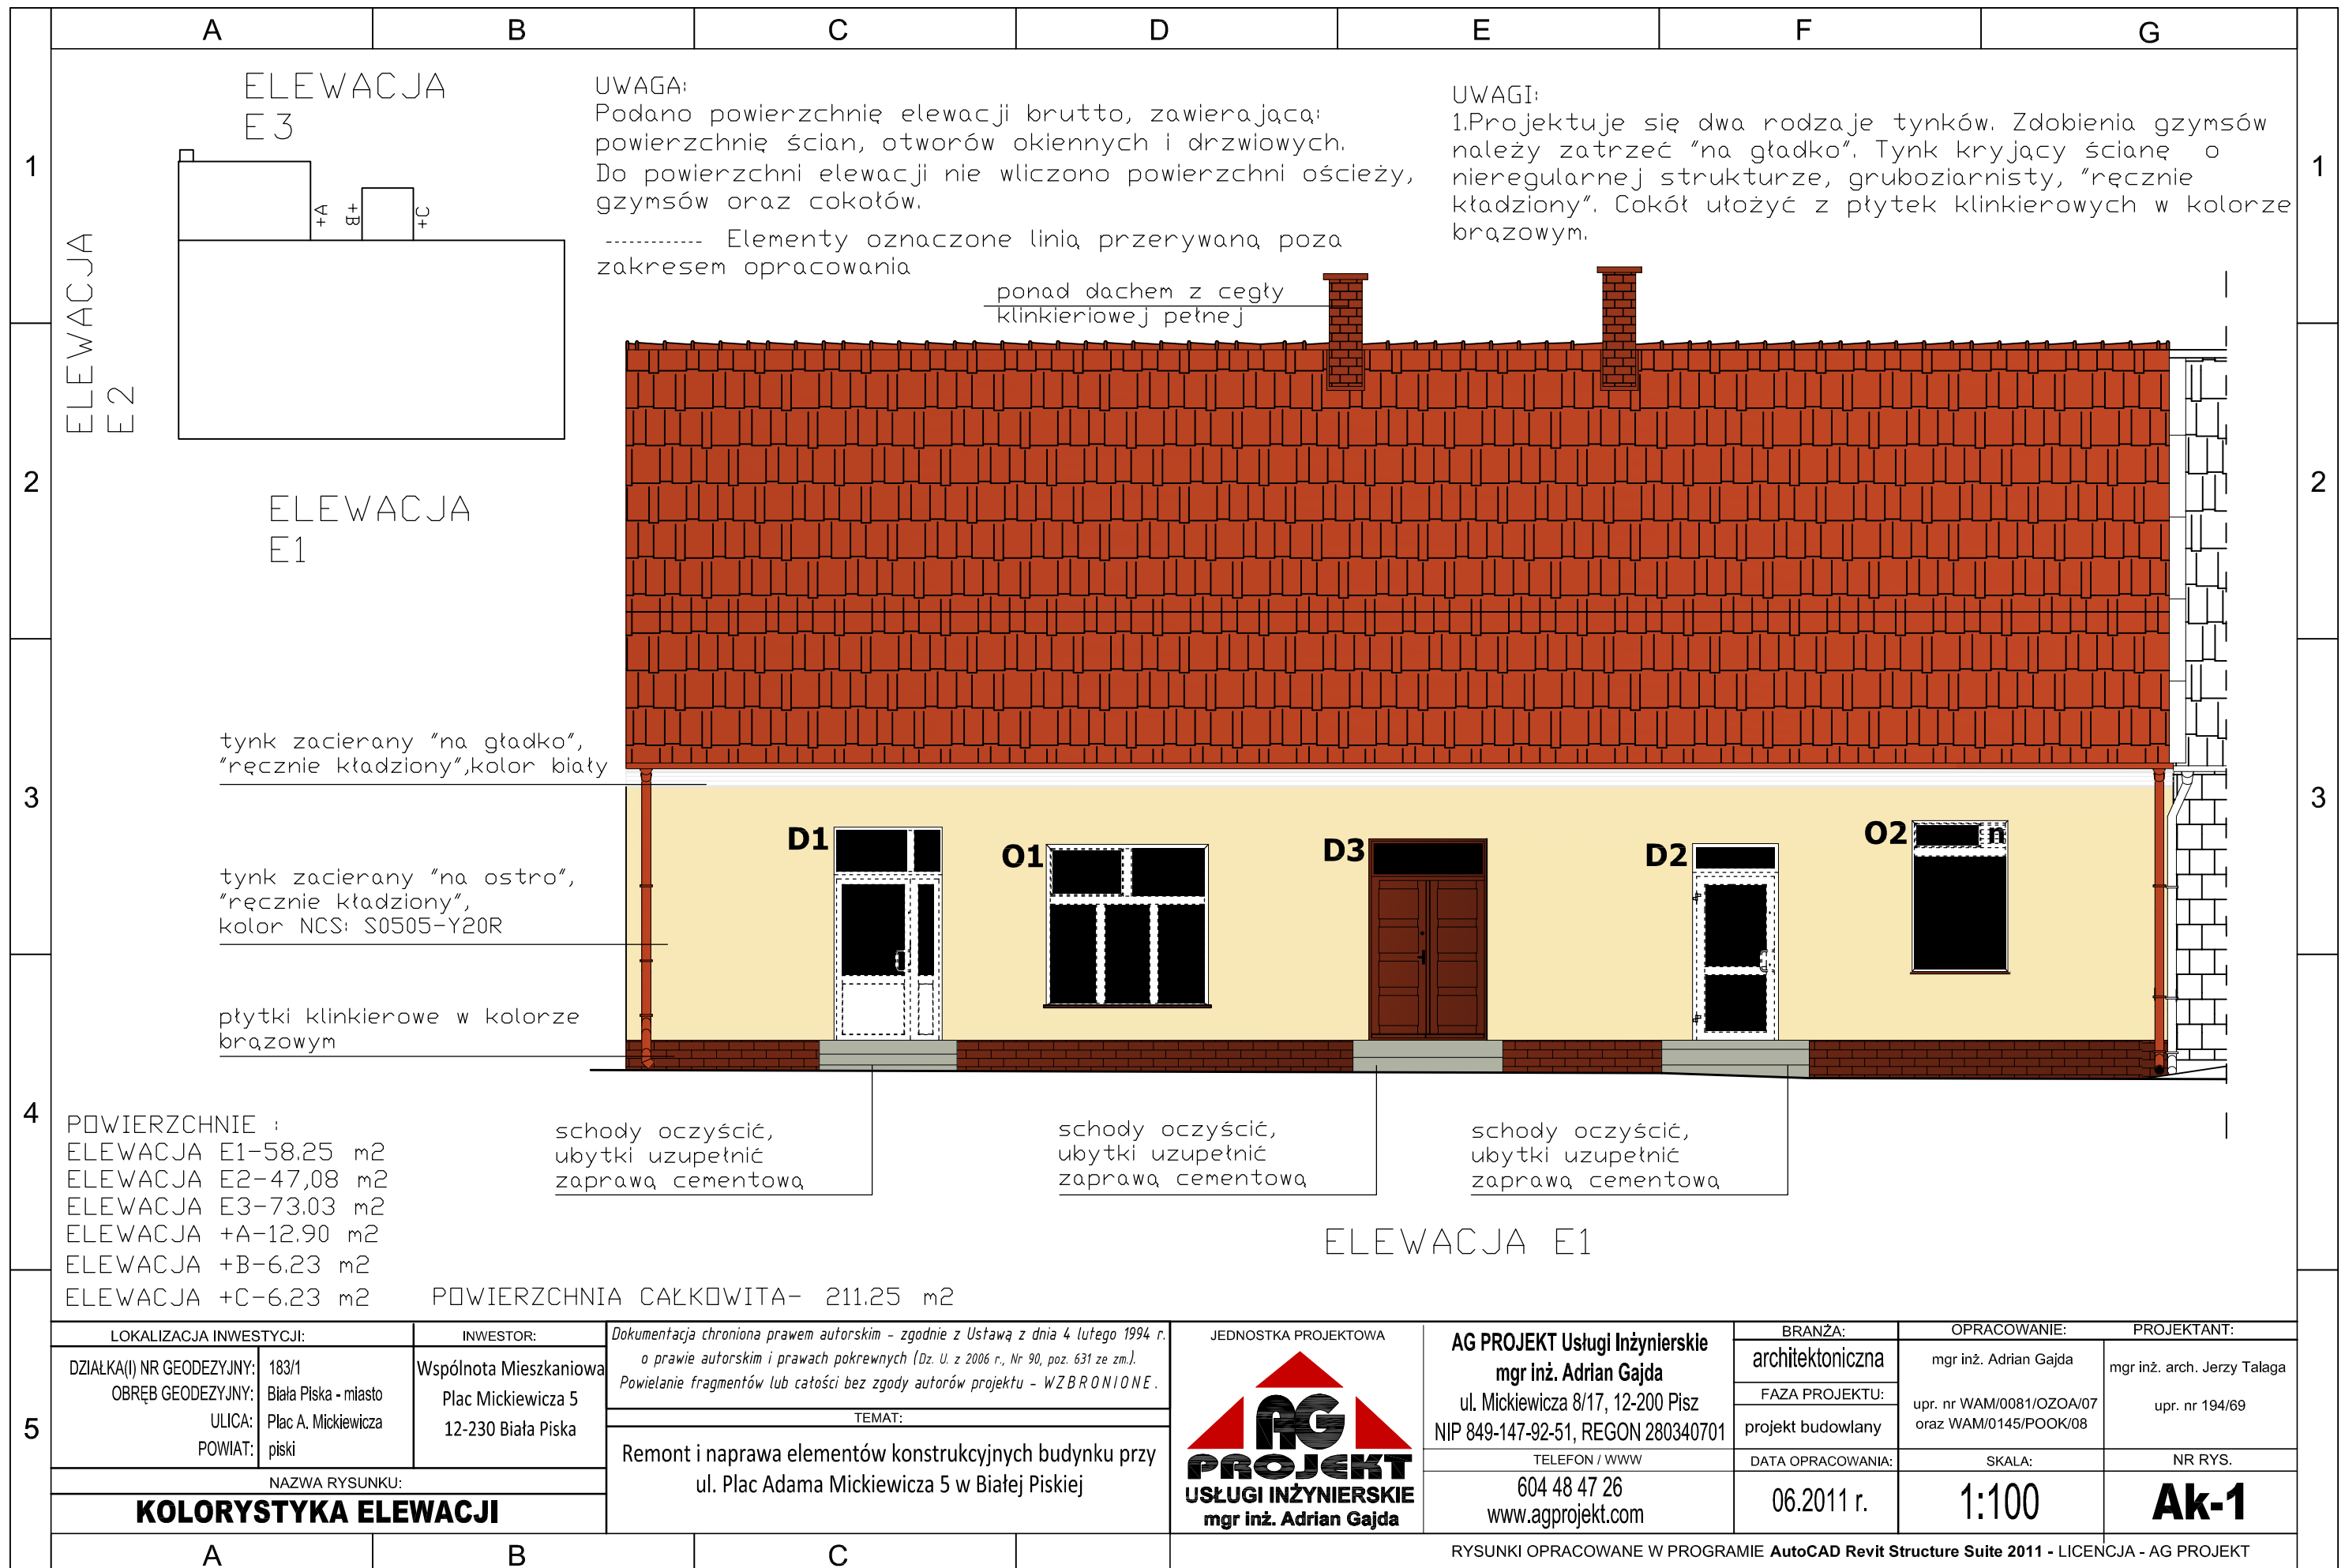 A B C D E F G
ELEWACJA
E3
+A
+B
+C
ELEWACJA
E2
ELEWACJA
E1
UWAGA:
Podano powierzchnię elewacji brutto, zawierającą:
powierzchnię ścian, otworów okiennych i drzwiowych.
Do powierzchni elewacji nie wliczono powierzchni ościeży,
gzymsów oraz cokołów.
----------- Elementy oznaczone linią przerywaną poza
zakresem opracowania
UWAGI:
1.Projektuje się dwa rodzaje tynków. Zdobienia gzymsów
należy zatrzeć "na gładko". Tynk kryjący ścianę o
nieregularnej strukturze, gruboziarnisty, "ręcznie
kładziony". Cokół ułożyć z płytek klinkierowych w kolorze
brązowym.
ponad dachem z cegły
klinkieriowej pełnej
1 1
2 2
3 3
4
5
tynk zacierany "na gładko",
"ręcznie kładziony",kolor biały
tynk zacierany "na ostro",
"ręcznie kładziony",
kolor NCS: S0505-Y20R
płytki klinkierowe w kolorze
brązowym
D1
O1
D3
D2
O2
n
schody oczyścić,
ubytki uzupełnić
zaprawą cementową
schody oczyścić,
ubytki uzupełnić
zaprawą cementową
schody oczyścić,
ubytki uzupełnić
zaprawą cementową
ELEWACJA E1
POWIERZCHNIE :
ELEWACJA E1-58.25 m2
ELEWACJA E2-47,08 m2
ELEWACJA E3-73.03 m2
ELEWACJA +A-12.90 m2
ELEWACJA +B-6.23 m2
ELEWACJA +C-6.23 m2
POWIERZCHNIA CAŁKOWITA- 211.25 m2
LOKALIZACJA INWESTYCJI:
DZIAŁKA(I) NR GEODEZYJNY: 183/1
OBRĘB GEODEZYJNY: Biała Piska - miasto
ULICA: Plac A. Mickiewicza
POWIAT: piski
INWESTOR:
Wspólnota Mieszkaniowa
Plac Mickiewicza 5
12-230 Biała Piska
NAZWA RYSUNKU:
KOLORYSTYKA ELEWACJI
Dokumentacja chroniona prawem autorskim - zgodnie z Ustawą z dnia 4 lutego 1994 r.
o prawie autorskim i prawach pokrewnych (Dz. U. z 2006 r., Nr 90, poz. 631 ze zm.).
Powielanie fragmentów lub całości bez zgody autorów projektu - WZBRONIONE.
TEMAT:
Remont i naprawa elementów konstrukcyjnych budynku przy
ul. Plac Adama Mickiewicza 5 w Białej Piskiej
JEDNOSTKA PROJEKTOWA
AG
PROJEKT
USŁUGI INŻYNIERSKIE
mgr inż. Adrian Gajda
AG PROJEKT Usługi Inżynierskie
mgr inż. Adrian Gajda
ul. Mickiewicza 8/17, 12-200 Pisz
NIP 849-147-92-51, REGON 280340701
TELEFON / WWW
604 48 47 26
www.agprojekt.com
BRANŻA:
architektoniczna
FAZA PROJEKTU:
projekt budowlany
DATA OPRACOWANIA:
06.2011 r.
OPRACOWANIE:
mgr inż. Adrian Gajda
upr. nr WAM/0081/OZOA/07
oraz WAM/0145/POOK/08
SKALA:
1:100
PROJEKTANT:
mgr inż. arch. Jerzy Talaga
upr. nr 194/69
NR RYS.
Ak-1
A B C
RYSUNKI OPRACOWANE W PROGRAMIE AutoCAD Revit Structure Suite 2011 - LICENCJA - AG PROJEKT